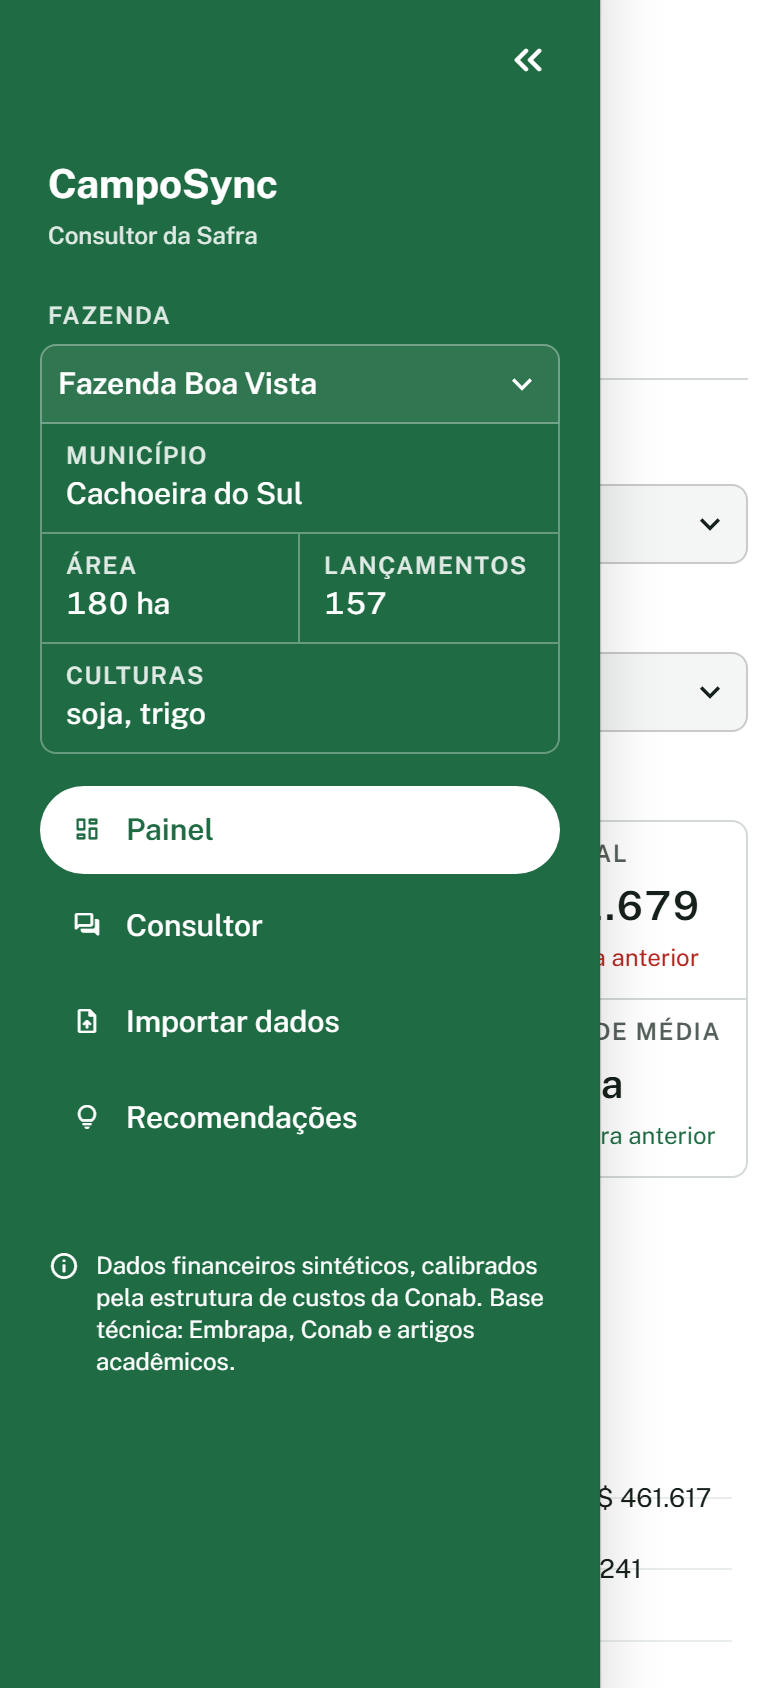 CampoSync
Consultor da Safra
FAZENDA
Fazenda Boa Vista
MUNICÍPIO
Cachoeira do Sul
ÁREA
180 ha
LANÇAMENTOS
157
CULTURAS
soja, trigo
Painel
Consultor
Importar dados
Recomendações
Dados financeiros sintéticos, calibrados
pela estrutura de custos da Conab. Base
técnica: Embrapa, Conab e artigos
acadêmicos.
AL
.679
a anterior
DE MÉDIA
a
ra anterior
$ 461.617
241